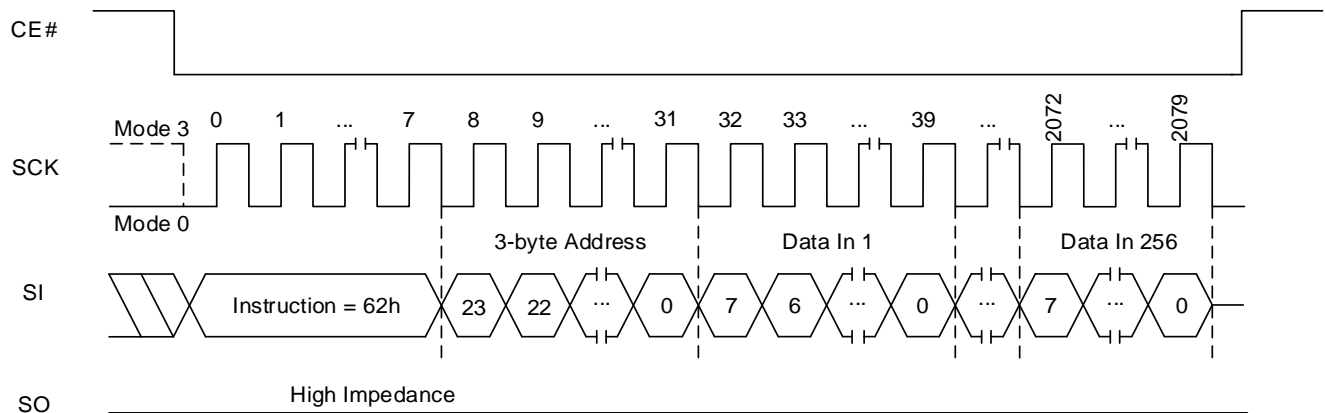 CE#
SCK
Mode 3
Mode 0
0 1 ... 7 8 9 ... 31 32 33 ... 39 ... 2072 ... 2079
3-byte Address Data In 1 Data In 256
SI
Instruction = 62h 23 22 ... 0 7 6 ... 0 ... 7 ... 0
SO
High Impedance